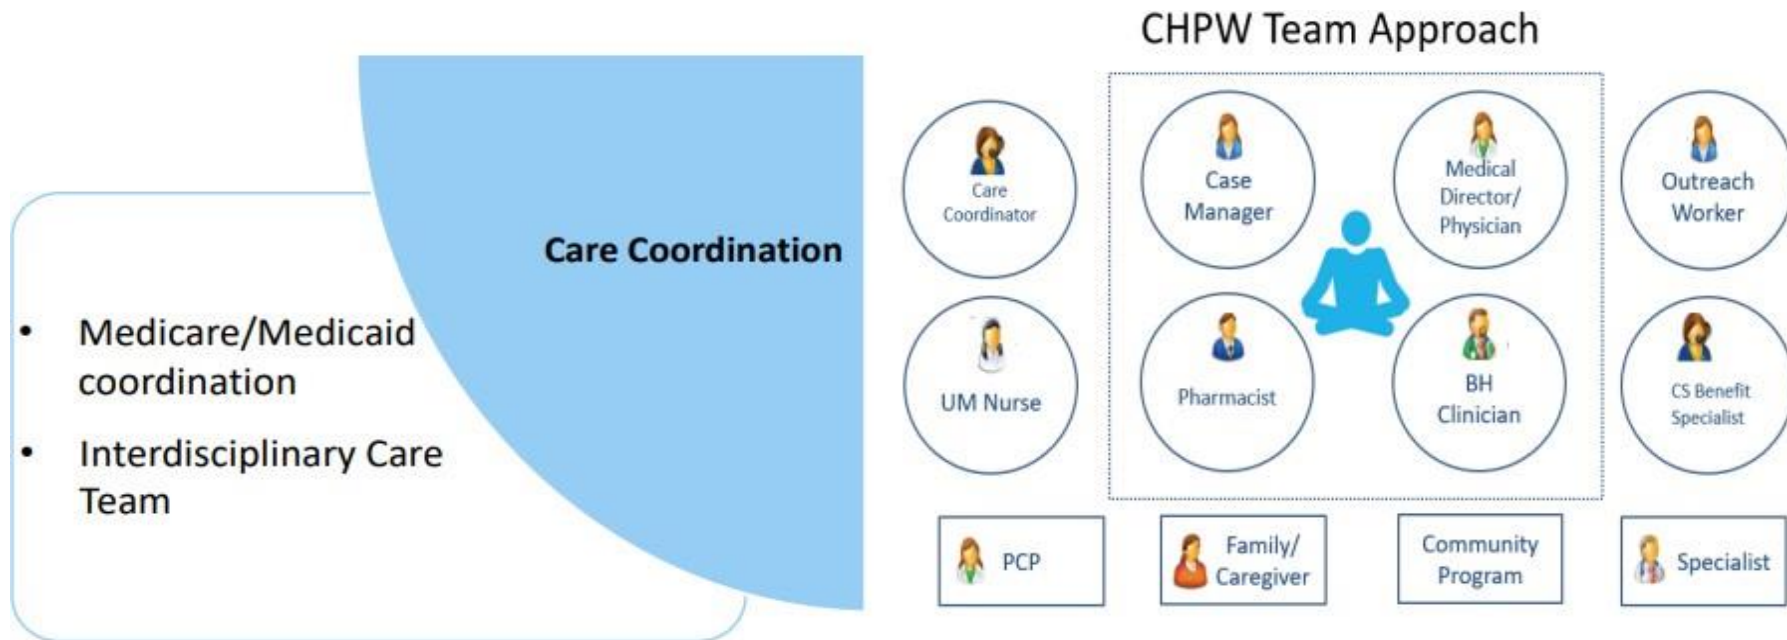 CHPW Team Approach
Care Coordination
• Medicare/Medicaid
coordination
• Interdisciplinary Care
Team
Care
Coordinator
Case
Manager
Medical
Director/
Physician
Outreach
Worker
UM Nurse
Pharmacist
BH
Clinician
CS Benefit
Specialist
PCP
Family/
Caregiver
Community
Program
Specialist